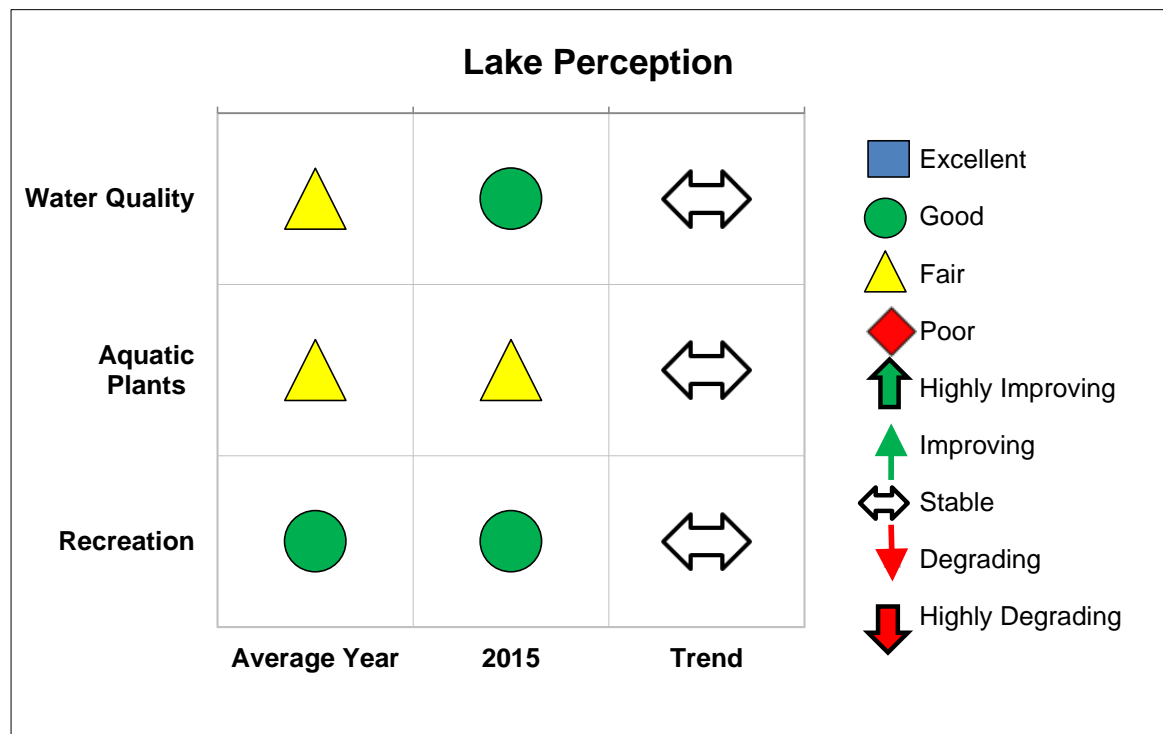 Lake Perception
Water Quality
Aquatic
Plants
Recreation
Average Year
2015
Trend
Excellent
Good
Fair
Poor
Highly Improving
Improving
Stable
Degrading
Highly Degrading